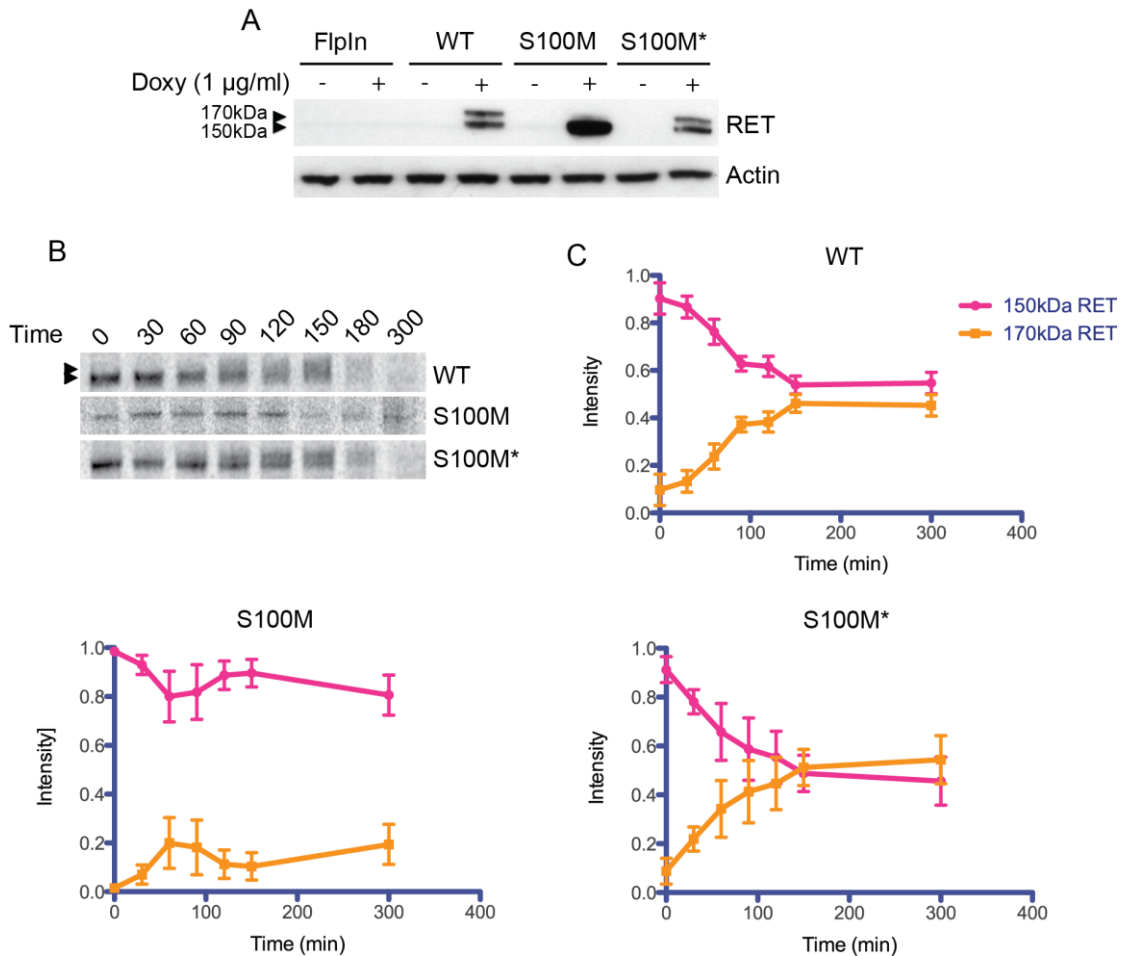 A
FlpIn WT S100M S100M*
Doxy (1 µg/ml) - + - + - + - +
170kDa
150kDa
RET
Actin
B
Time 0 30 60 90 120 150 180 300
WT
S100M
S100M*
C
WT
1.0
0.8
0.6
0.4
0.2
0.0
Intensity
0 100 200 300 400
Time (min)
150kDa RET
170kDa RET
S100M
1.0
0.8
0.6
0.4
0.2
0.0
Intensity]
0 100 200 300 400
Time (min)
S100M*
1.0
0.8
0.6
0.4
0.2
0.0
Intensity
0 100 200 300 400
Time (min)